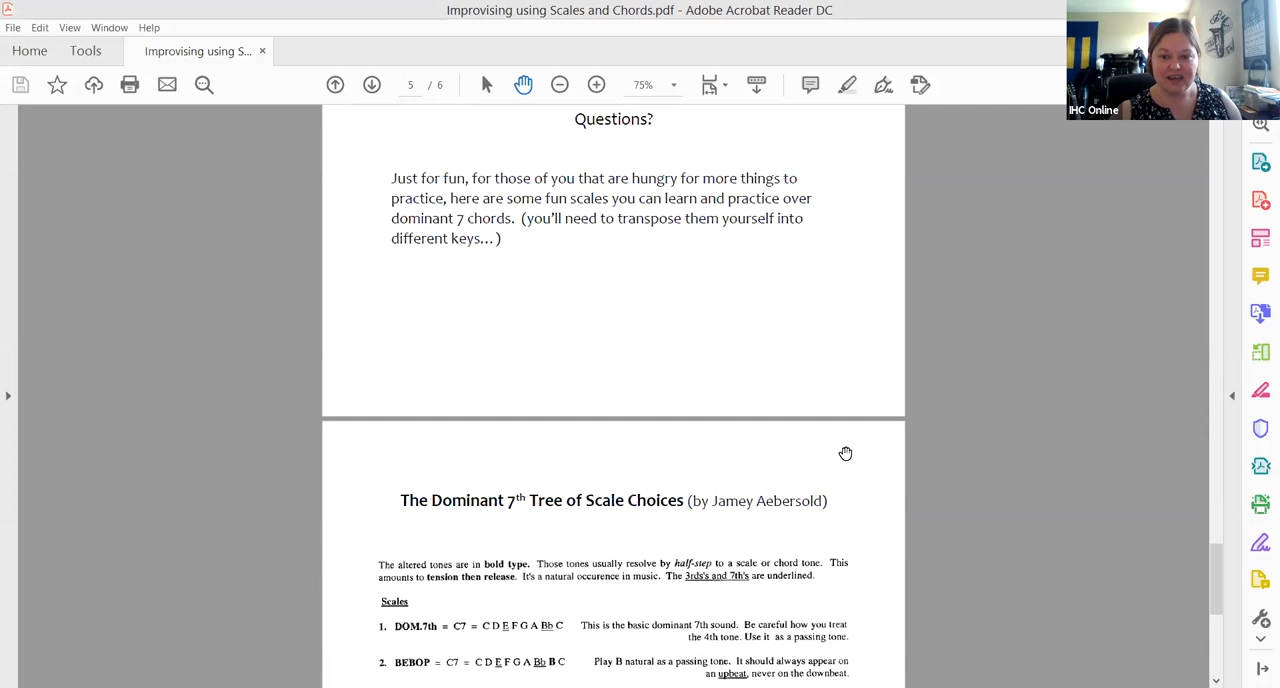 Improvising using Scales and Chords.pdf - Adobe Acrobat Reader DC
File Edit View Window Help
Home Tools Improvising using S... ×
5 / 6 75%
IHC Online
Questions?
Just for fun, for those of you that are hungry for more things to
practice, here are some fun scales you can learn and practice over
dominant 7 chords. (you'll need to transpose them yourself into
different keys...)
The Dominant 7th Tree of Scale Choices (by Jamey Aebersold)
The altered tones are in bold type. Those tones usually resolve by half-step to a scale or chord tone. This
amounts to tension then release. It's a natural occurence in music. The 3rds's and 7th's are underlined.
Scales
1. DOM.7th = C7 = C D E F G A Bb C This is the basic dominant 7th sound. Be careful how you treat
the 4th tone. Use it as a passing tone.
2. BEBOP = C7 = C D E F G A Bb B C Play B natural as a passing tone. It should always appear on
an upbeat, never on the downbeat.